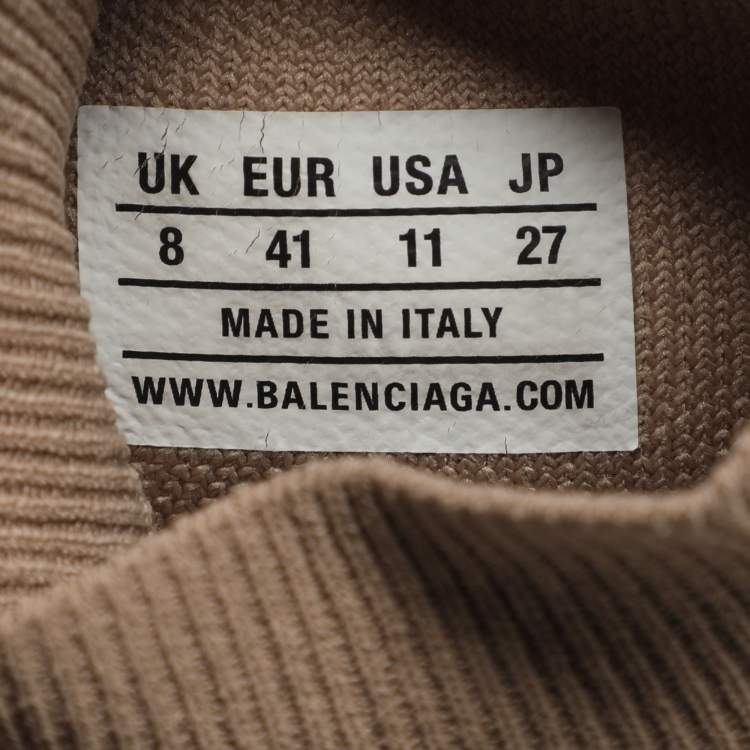 UK EUR USA JP
8 41 11 27
MADE IN ITALY
WWW.BALENCIAGA.COM